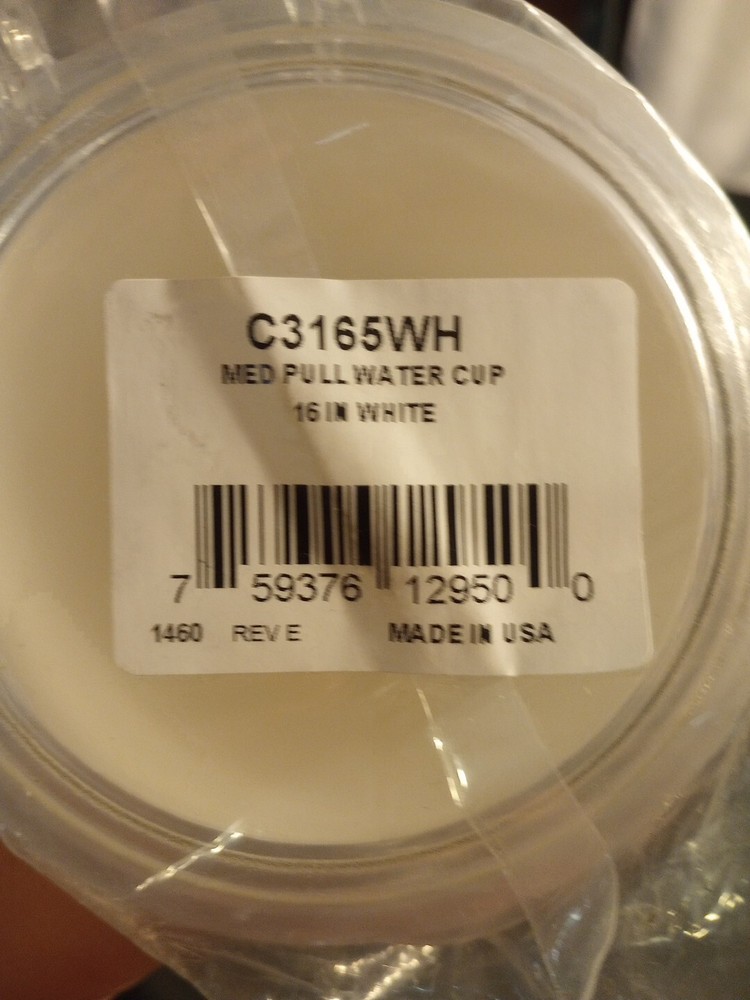 C3165WH
MED PULL WATER CUP
16 IN WHITE
7 59376 12950 0
1460 REV E MADE IN USA